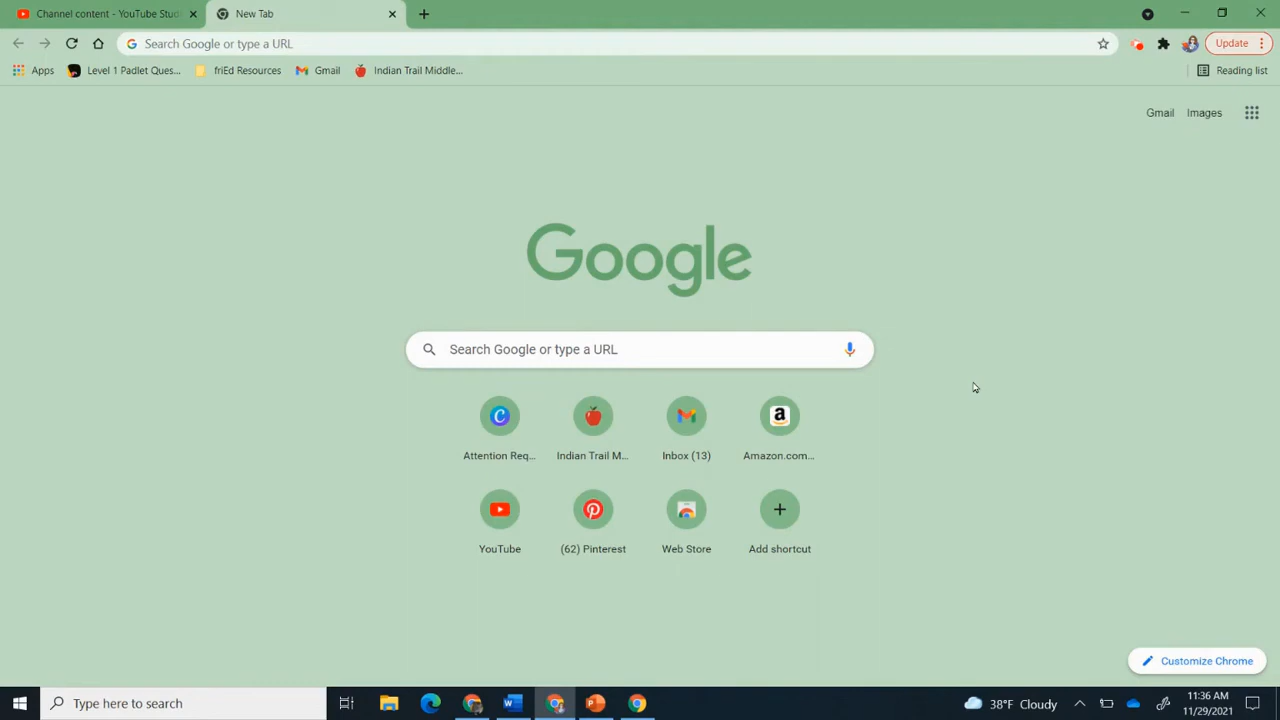 Channel content - YouTube Stud
New Tab
Search Google or type a URL
Update
Apps
Level 1 Padlet Ques...
friEd Resources
Gmail
Indian Trail Middle...
Reading list
Gmail
Images
Google
Search Google or type a URL
Attention Req...
Indian Trail M...
Inbox (13)
Amazon.com...
YouTube
(62) Pinterest
Web Store
Add shortcut
Customize Chrome
Type here to search
38°F Cloudy
11:36 AM
11/29/2021